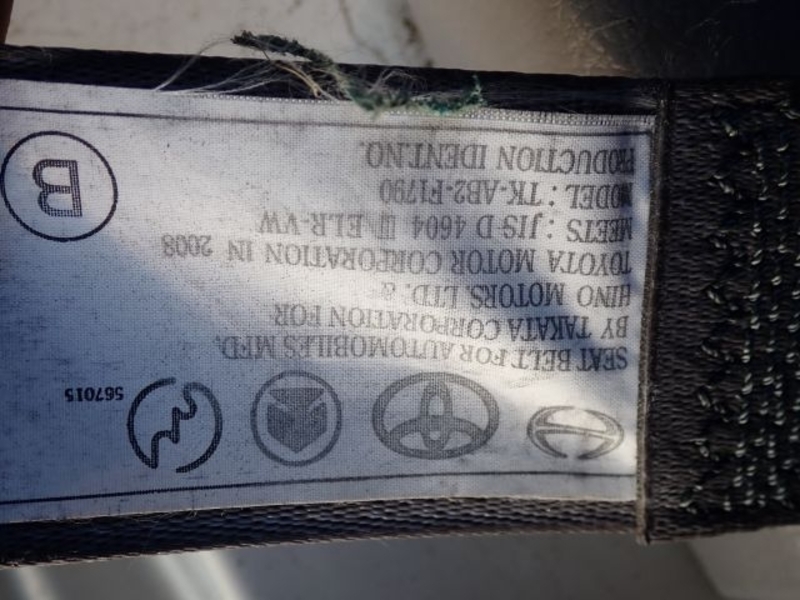 567015
SEAT BELT FOR AUTOMOBILES MFD.
BY TAKATA CORPORATION FOR
HINO MOTORS, LTD. &
TOYOTA MOTOR CORPORATION IN 2008
MEETS : JIS D 4604 Ⅲ ELR-VW
MODEL : TK-AB2-F1790
PRODUCTION IDENT.NO.
B